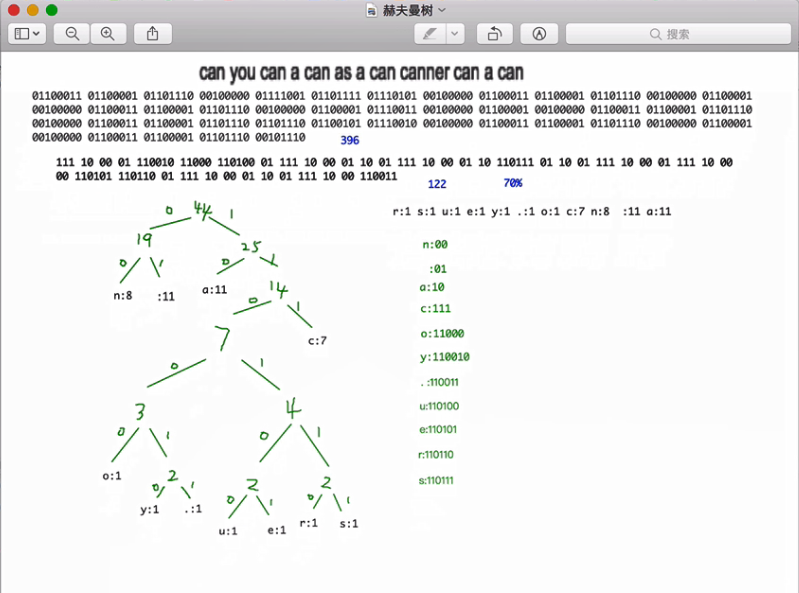 赫夫曼树
搜索
can you can a can as a can canner can a can
01100011 01100001 01101110 00100000 01111001 01101111 01110101 00100000 01100011 01100001 01101110 00100000 01100001
00100000 01100011 01100001 01101110 00100000 01100001 01110011 00100000 01100001 00100000 01100011 01100001 01101110
00100000 01100011 01100001 01101110 01101110 01100101 01110010 00100000 01100011 01100001 01101110 00100000 01100001
00100000 01100011 01100001 01101110 00101110
396
111 10 00 01 110010 11000 110100 01 111 10 00 01 10 01 111 10 00 01 10 110111 01 10 01 111 10 00 01 111 10 00
00 110101 110110 01 111 10 00 01 10 01 111 10 00 110011
122 70%
r:1 s:1 u:1 e:1 y:1 .:1 o:1 c:7 n:8 :11 a:11
0 44 1
19 25
0 1 0 1
n:8 :11 a:11 14
0 1
7 c:7
0 1
3 4
0 1 0 1
o:1 2 2 2
0 1 0 1 0 1
y:1 .:1 u:1 e:1 r:1 s:1
n:00
:01
a:10
c:111
o:11000
y:110010
. :110011
u:110100
e:110101
r:110110
s:110111